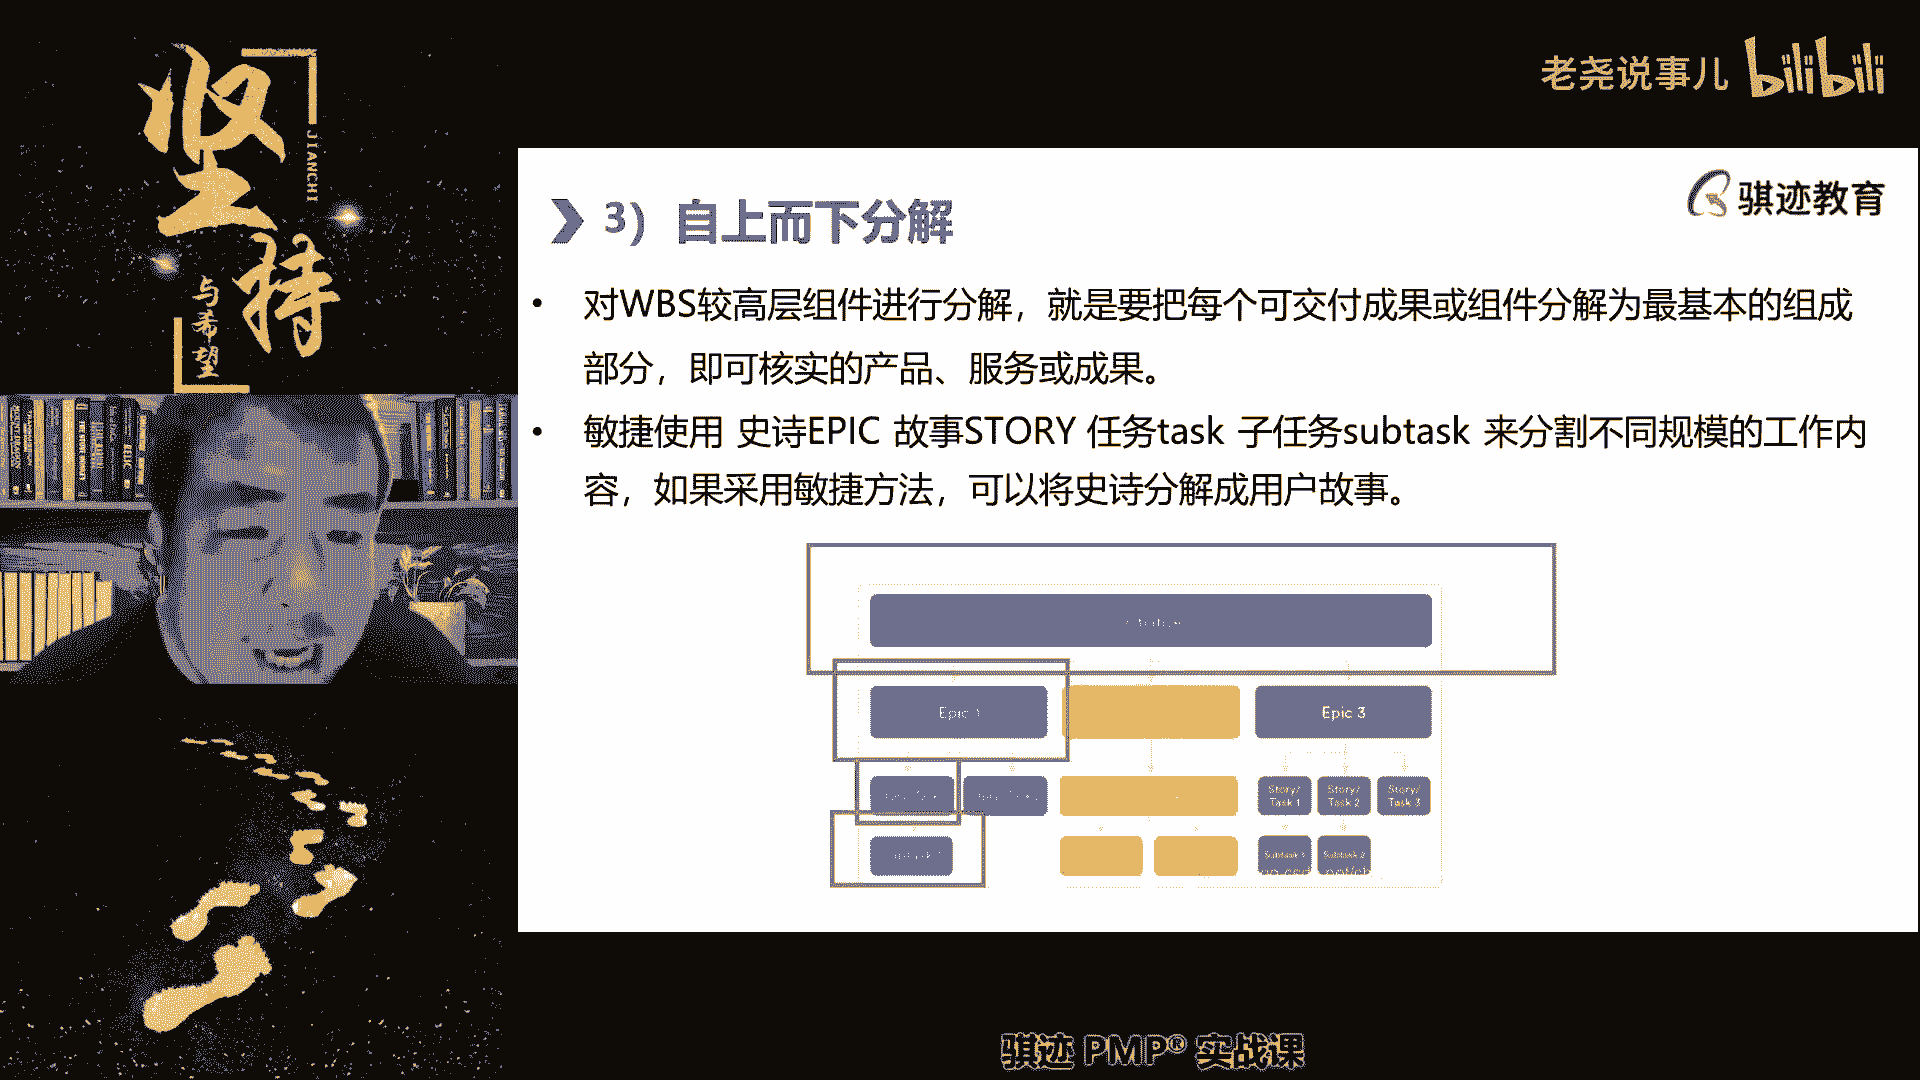 坚持
JIANCHI
与希望
老尧说事儿 bilibili
骐迹教育
3）自上而下分解
• 对WBS较高层组件进行分解，就是要把每个可交付成果或组件分解为最基本的组成
部分，即可核实的产品、服务或成果。
• 敏捷使用 史诗EPIC 故事STORY 任务task 子任务subtask 来分割不同规模的工作内
容，如果采用敏捷方法，可以将史诗分解成用户故事。
Epic 1
Epic 3
Story/
Task 1
Story/
Task 2
Story/
Task 3
Subtask 1
Subtask 2
骐迹 PMP® 实战课